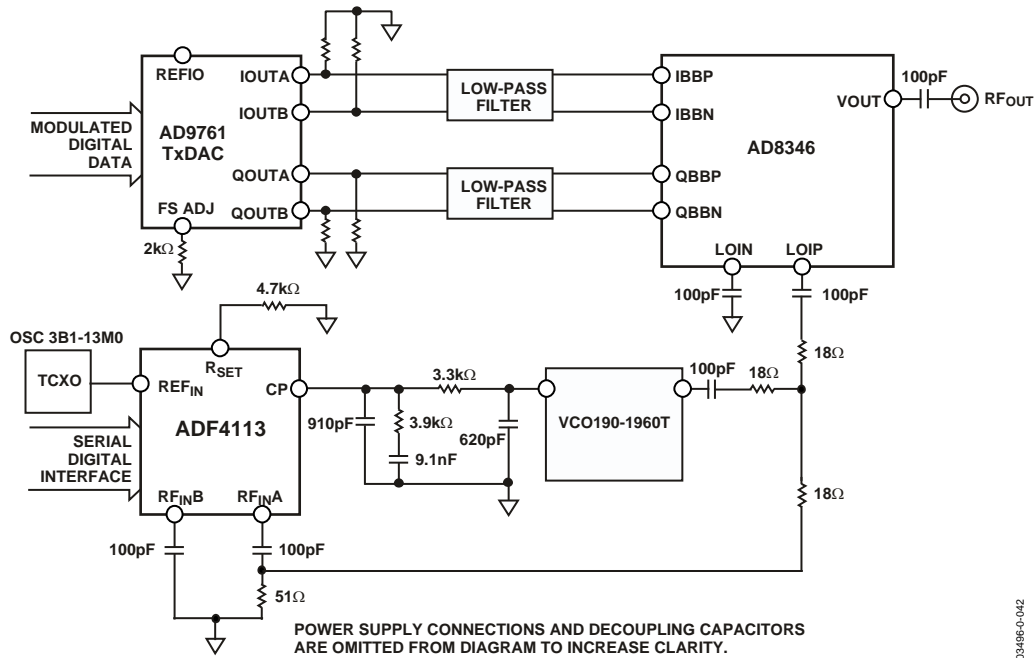 REFIO
IOUTA
IOUTB
QOUTA
QOUTB
FS ADJ
MODULATED
DIGITAL
DATA
AD9761
TxDAC
2kΩ
LOW-PASS
FILTER
LOW-PASS
FILTER
IBBP
IBBN
QBBP
QBBN
AD8346
VOUT
LOIN
LOIP
100pF
RFOUT
100pF
100pF
18Ω
18Ω
18Ω
100pF
4.7kΩ
OSC 3B1-13M0
TCXO
REFIN
RSET
CP
ADF4113
SERIAL
DIGITAL
INTERFACE
RFINB
RFINA
910pF
3.3kΩ
3.9kΩ
9.1nF
620pF
VCO190-1960T
100pF
100pF
51Ω
POWER SUPPLY CONNECTIONS AND DECOUPLING CAPACITORS
ARE OMITTED FROM DIAGRAM TO INCREASE CLARITY.
03496-0-042